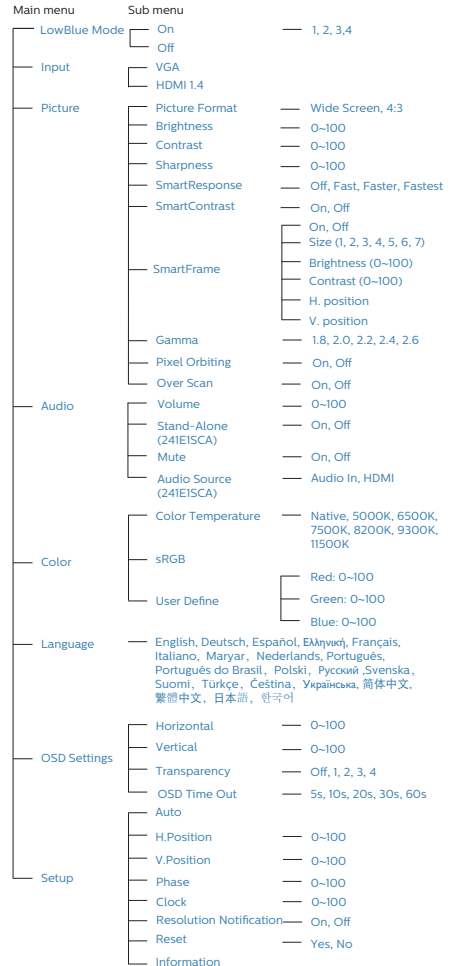 Main menu Sub menu
LowBlue Mode On 1, 2, 3,4
Off
Input VGA
HDMI 1.4
Picture Picture Format Wide Screen, 4:3
Brightness 0~100
Contrast 0~100
Sharpness 0~100
SmartResponse Off, Fast, Faster, Fastest
SmartContrast On, Off
On, Off
Size (1, 2, 3, 4, 5, 6, 7)
Brightness (0~100)
SmartFrame
Contrast (0~100)
H. position
V. position
Gamma 1.8, 2.0, 2.2, 2.4, 2.6
Pixel Orbiting On, Off
Over Scan On, Off
Audio Volume 0~100
Stand-Alone On, Off
(241E1SCA)
Mute On, Off
Audio Source Audio In, HDMI
(241E1SCA)
Color Temperature Native, 5000K, 6500K,
7500K, 8200K, 9300K,
11500K
Color sRGB
Red: 0~100
User Define Green: 0~100
Blue: 0~100
Language English, Deutsch, Español, Ελληνική, Français,
Italiano, Maryar, Nederlands, Português,
Português do Brasil, Polski, Русский ,Svenska ,
Suomi, Türkçe, Čeština, Українська, 简体中文,
繁體中文, 日本語, 한국어
Horizontal 0~100
Vertical 0~100
OSD Settings
Transparency Off, 1, 2, 3, 4
OSD Time Out 5s, 10s, 20s, 30s, 60s
Auto
H.Position 0~100
V.Position 0~100
Setup Phase 0~100
Clock 0~100
Resolution Notification On, Off
Reset Yes, No
Information